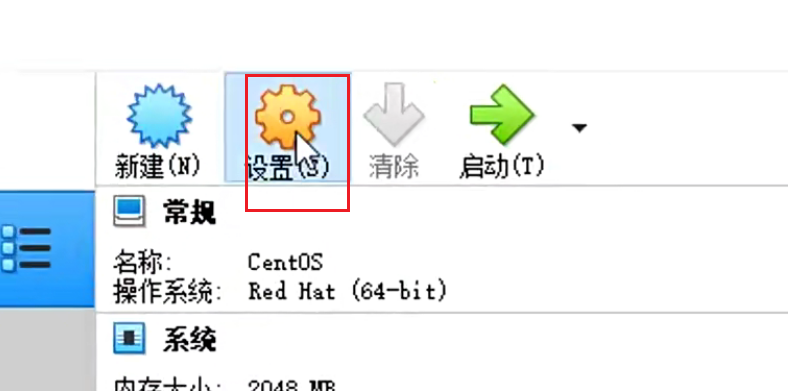 新建(N) 设置(S) 清除 启动(T)
常规
名称: CentOS
操作系统: Red Hat (64-bit)
系统
内存大小: 2048 MB